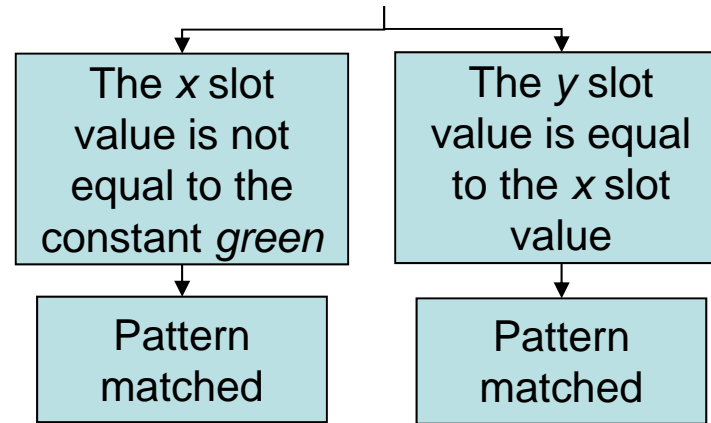 The x slot
value is not
equal to the
constant green
The y slot
value is equal
to the x slot
value
Pattern
matched
Pattern
matched